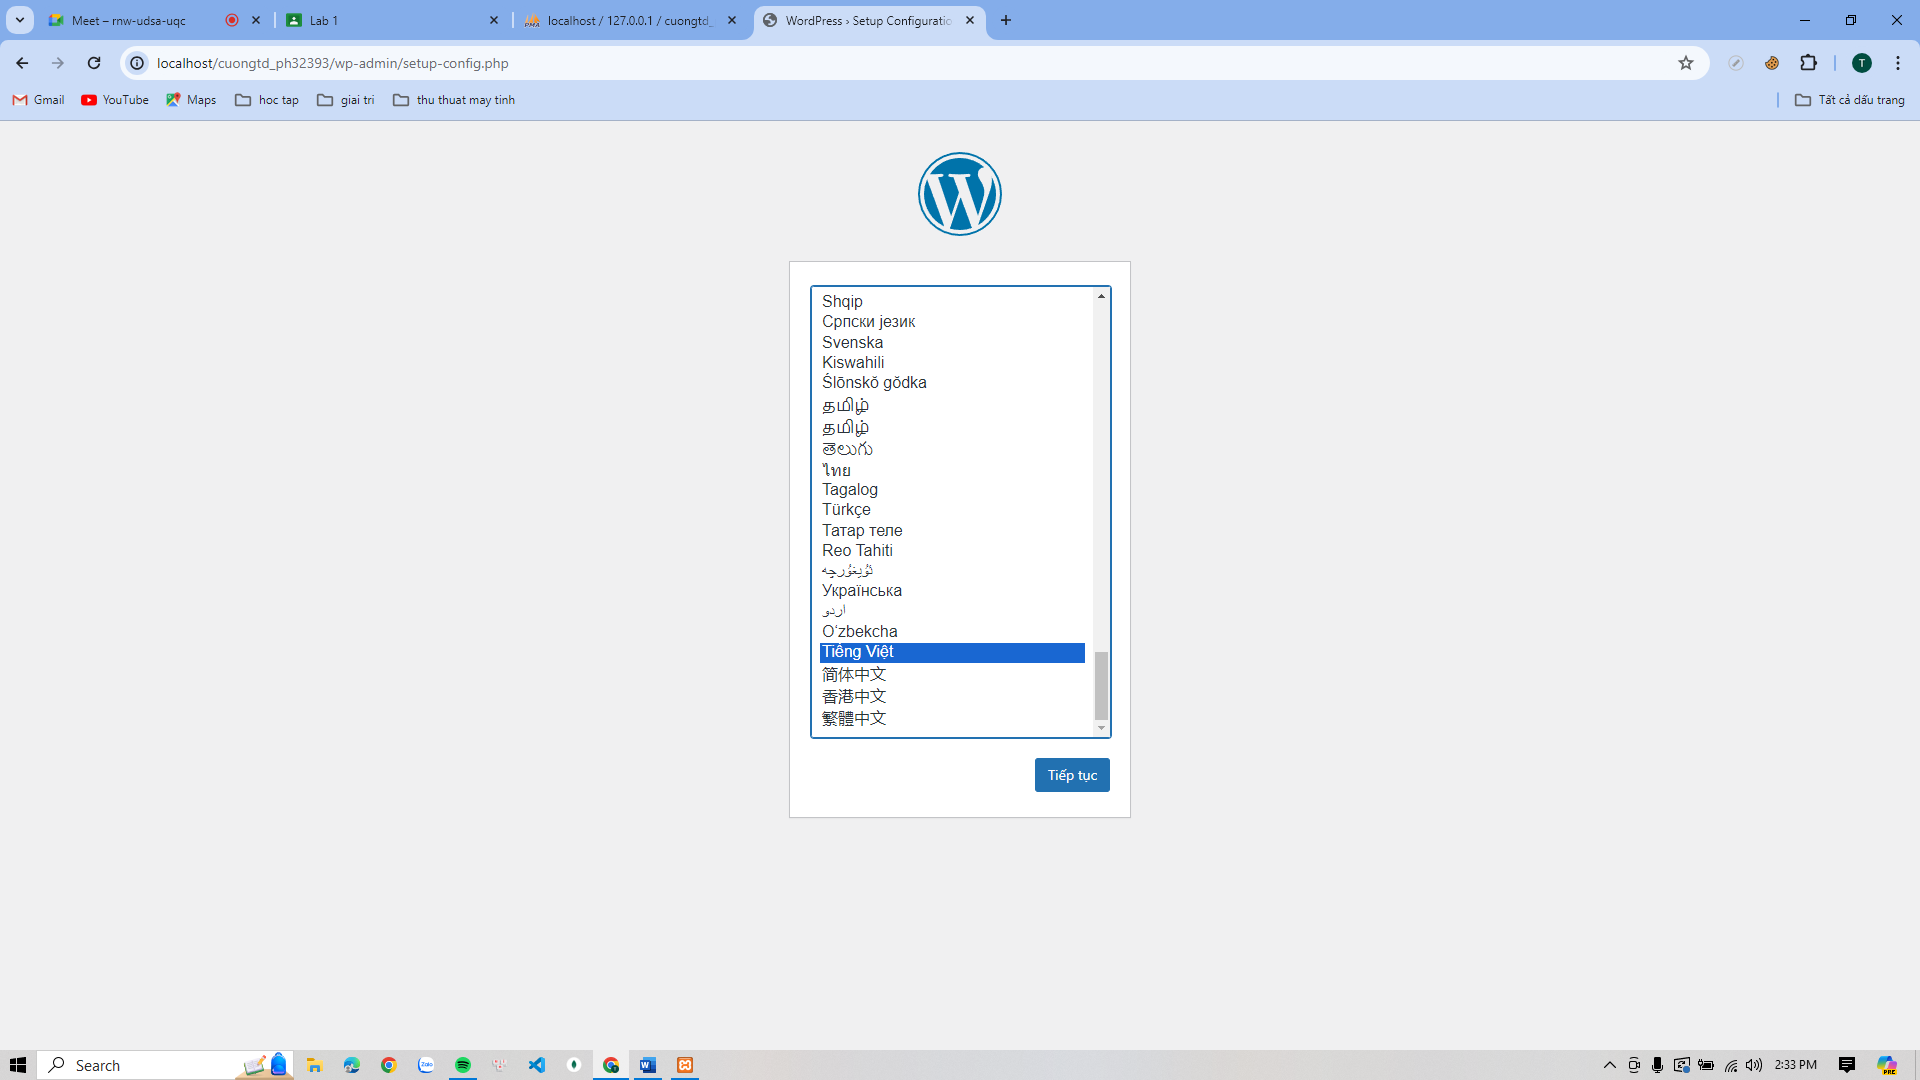 Meet – rnw-udsa-uqc
Lab 1
localhost / 127.0.0.1 / cuongtd_
WordPress › Setup Configuratio
localhost/cuongtd_ph32393/wp-admin/setup-config.php
T
Gmail
YouTube
Maps
hoc tap
giai tri
thu thuat may tinh
Tất cả dấu trang
Shqip
Српски језик
Svenska
Kiswahili
Ślōnskŏ gŏdka
தமிழ்
தமிழ்
తెలుగు
ไทย
Tagalog
Türkçe
Татар теле
Reo Tahiti
ئۇيغۇرچە
Українська
اردو
O‘zbekcha
Tiếng Việt
简体中文
香港中文
繁體中文
Tiếp tục
Search
Zalo
2:33 PM
PRE